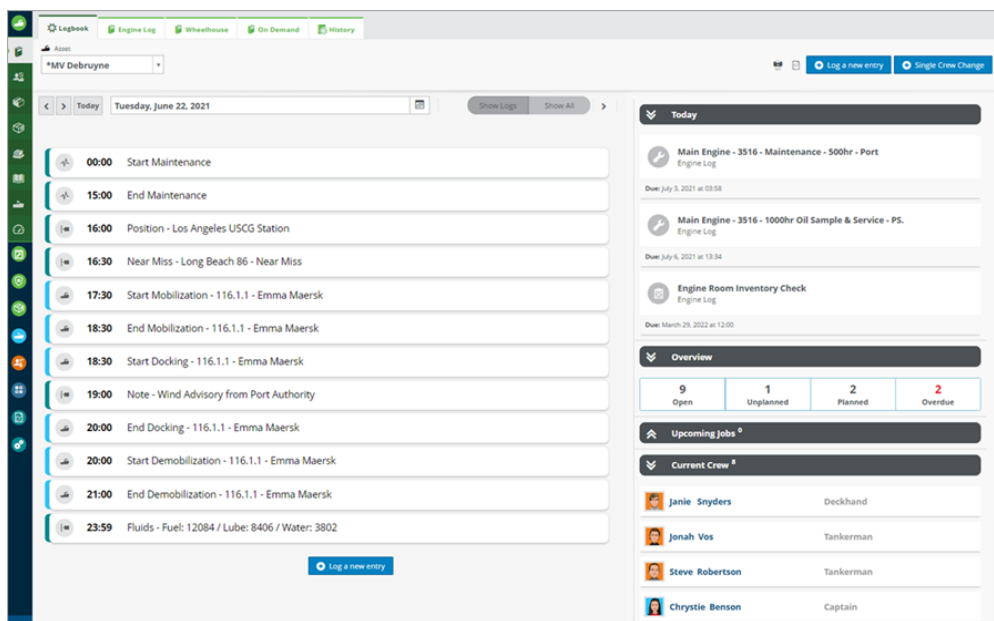 Logbook
Engine Log
Wheelhouse
On Demand
History
Asset
*MV Debruyne
Log a new entry
Single Crew Change
Today
Tuesday, June 22, 2021
Show Logs
Show All
00:00 Start Maintenance
15:00 End Maintenance
16:00 Position - Los Angeles USCG Station
16:30 Near Miss - Long Beach 86 - Near Miss
17:30 Start Mobilization - 116.1.1 - Emma Maersk
18:30 End Mobilization - 116.1.1 - Emma Maersk
18:30 Start Docking - 116.1.1 - Emma Maersk
19:00 Note - Wind Advisory from Port Authority
20:00 End Docking - 116.1.1 - Emma Maersk
20:00 Start Demobilization - 116.1.1 - Emma Maersk
21:00 End Demobilization - 116.1.1 - Emma Maersk
23:59 Fluids - Fuel: 12084 / Lube: 8406 / Water: 3802
Log a new entry
Today
Main Engine - 3516 - Maintenance - 500hr - Port
Engine Log
Due: July 3, 2021 at 03:58
Main Engine - 3516 - 1000hr Oil Sample & Service - PS.
Engine Log
Due: July 6, 2021 at 13:34
Engine Room Inventory Check
Engine Log
Due: March 29, 2022 at 12:00
Overview
9 1 2 2
Open Unplanned Planned Overdue
Upcoming Jobs 0
Current Crew 8
Janie Snyders Deckhand
Jonah Vos Tankerman
Steve Robertson Tankerman
Chrystie Benson Captain